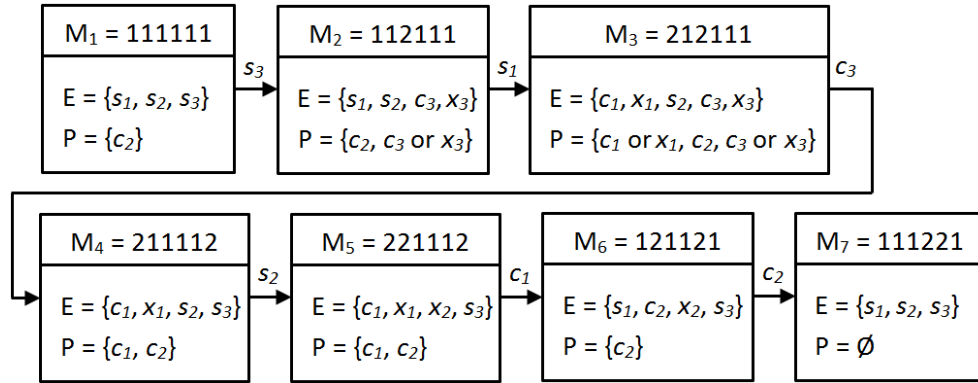 M₁ = 111111
E = {s₁, s₂, s₃}
P = {c₂}
s₃
M₂ = 112111
E = {s₁, s₂, c₃, x₃}
P = {c₂, c₃ or x₃}
s₁
M₃ = 212111
E = {c₁, x₁, s₂, c₃, x₃}
P = {c₁ or x₁, c₂, c₃ or x₃}
c₃
M₄ = 211112
E = {c₁, x₁, s₂, s₃}
P = {c₁, c₂}
s₂
M₅ = 221112
E = {c₁, x₁, x₂, s₃}
P = {c₁, c₂}
c₁
M₆ = 121121
E = {s₁, c₂, x₂, s₃}
P = {c₂}
c₂
M₇ = 111221
E = {s₁, s₂, s₃}
P = Ø